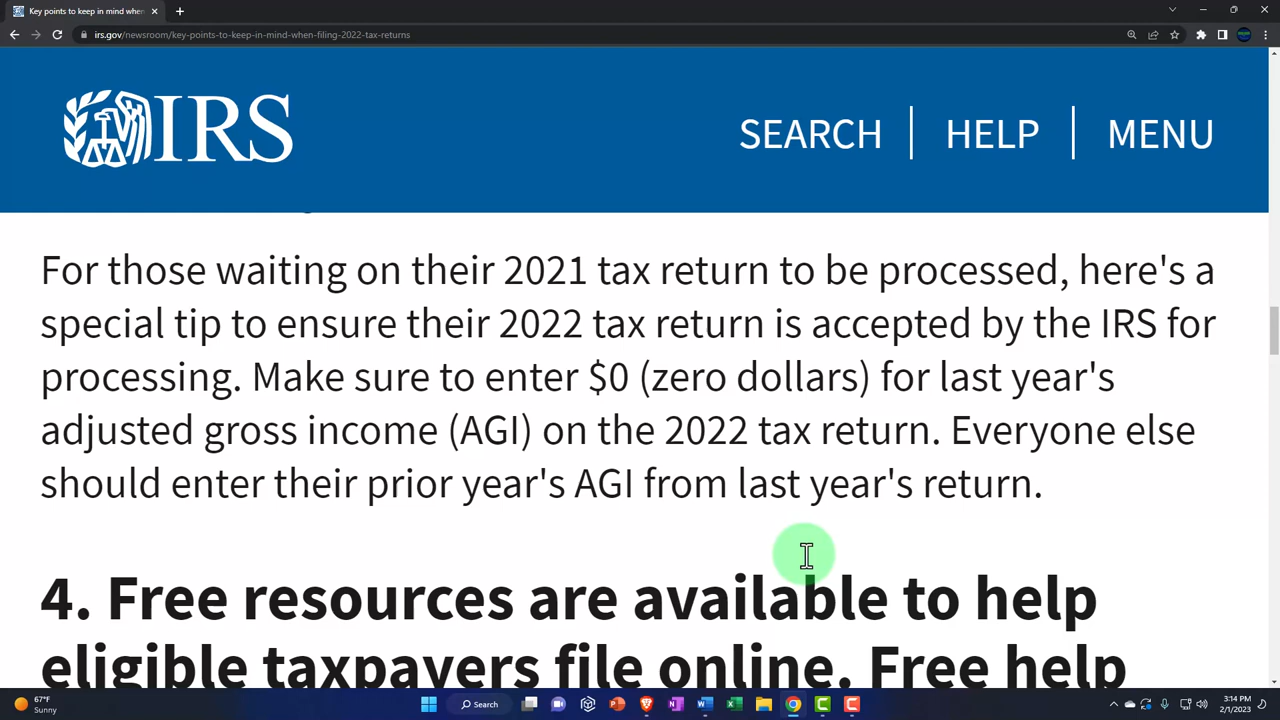 Key points to keep in mind when
irs.gov/newsroom/key-points-to-keep-in-mind-when-filing-2022-tax-returns
IRS
SEARCH
HELP
MENU
For those waiting on their 2021 tax return to be processed, here's a
special tip to ensure their 2022 tax return is accepted by the IRS for
processing. Make sure to enter $0 (zero dollars) for last year's
adjusted gross income (AGI) on the 2022 tax return. Everyone else
should enter their prior year's AGI from last year's return.
4. Free resources are available to help
eligible taxpayers file online. Free help
67°F
Sunny
Search
3:14 PM
2/1/2023